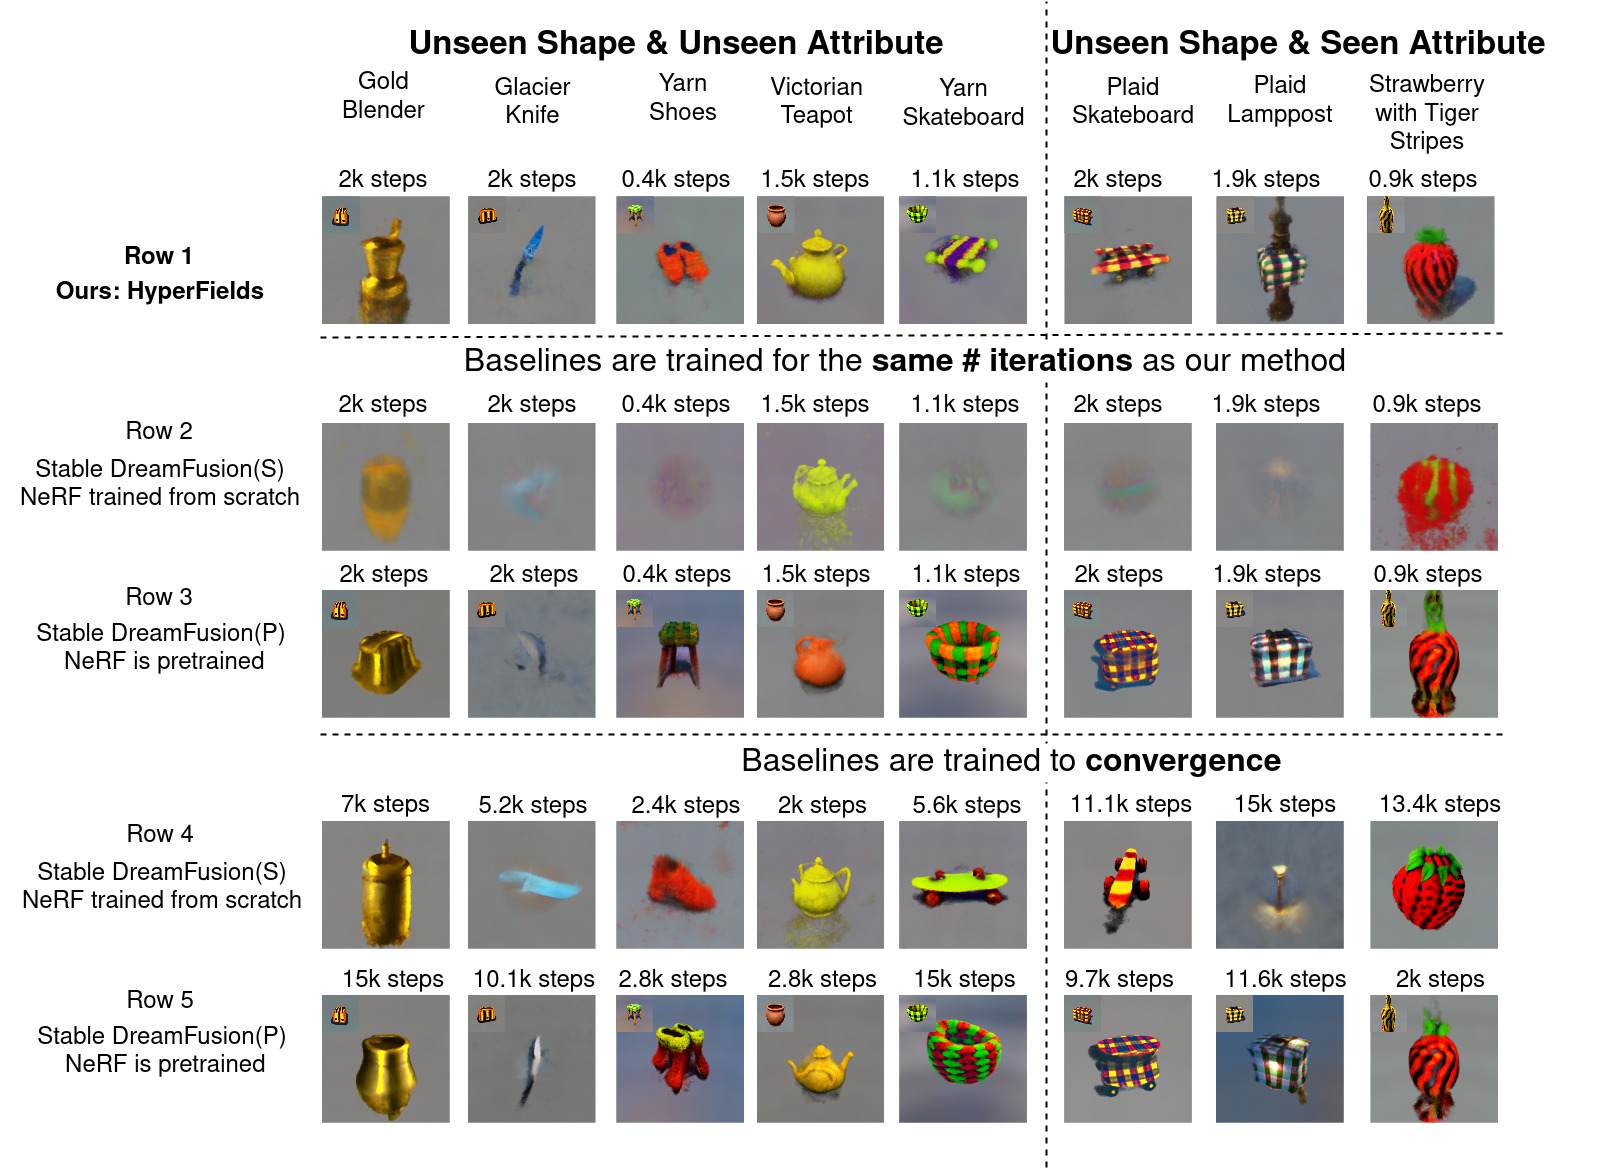 Unseen Shape & Unseen Attribute
Unseen Shape & Seen Attribute
Gold
Blender
Glacier
Knife
Yarn
Shoes
Victorian
Teapot
Yarn
Skateboard
Plaid
Skateboard
Plaid
Lamppost
Strawberry
with Tiger
Stripes
2k steps
2k steps
0.4k steps
1.5k steps
1.1k steps
2k steps
1.9k steps
0.9k steps
Row 1
Ours: HyperFields
Baselines are trained for the same # iterations as our method
2k steps
2k steps
0.4k steps
1.5k steps
1.1k steps
2k steps
1.9k steps
0.9k steps
Row 2
Stable DreamFusion(S)
NeRF trained from scratch
2k steps
2k steps
0.4k steps
1.5k steps
1.1k steps
2k steps
1.9k steps
0.9k steps
Row 3
Stable DreamFusion(P)
NeRF is pretrained
Baselines are trained to convergence
7k steps
5.2k steps
2.4k steps
2k steps
5.6k steps
11.1k steps
15k steps
13.4k steps
Row 4
Stable DreamFusion(S)
NeRF trained from scratch
15k steps
10.1k steps
2.8k steps
2.8k steps
15k steps
9.7k steps
11.6k steps
2k steps
Row 5
Stable DreamFusion(P)
NeRF is pretrained